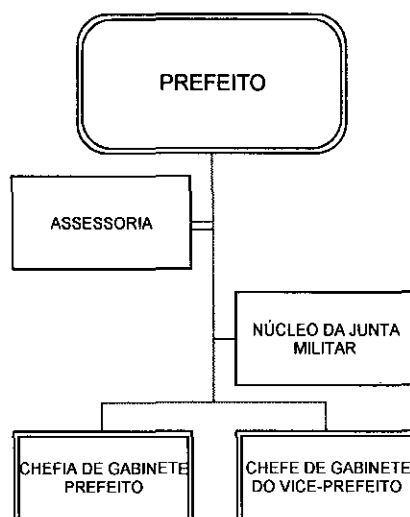 PREFEITO
ASSESSORIA
NÚCLEO DA JUNTA
MILITAR
CHEFIA DE GABINETE
PREFEITO
CHEFE DE GABINETE
DO VICE-PREFEITO